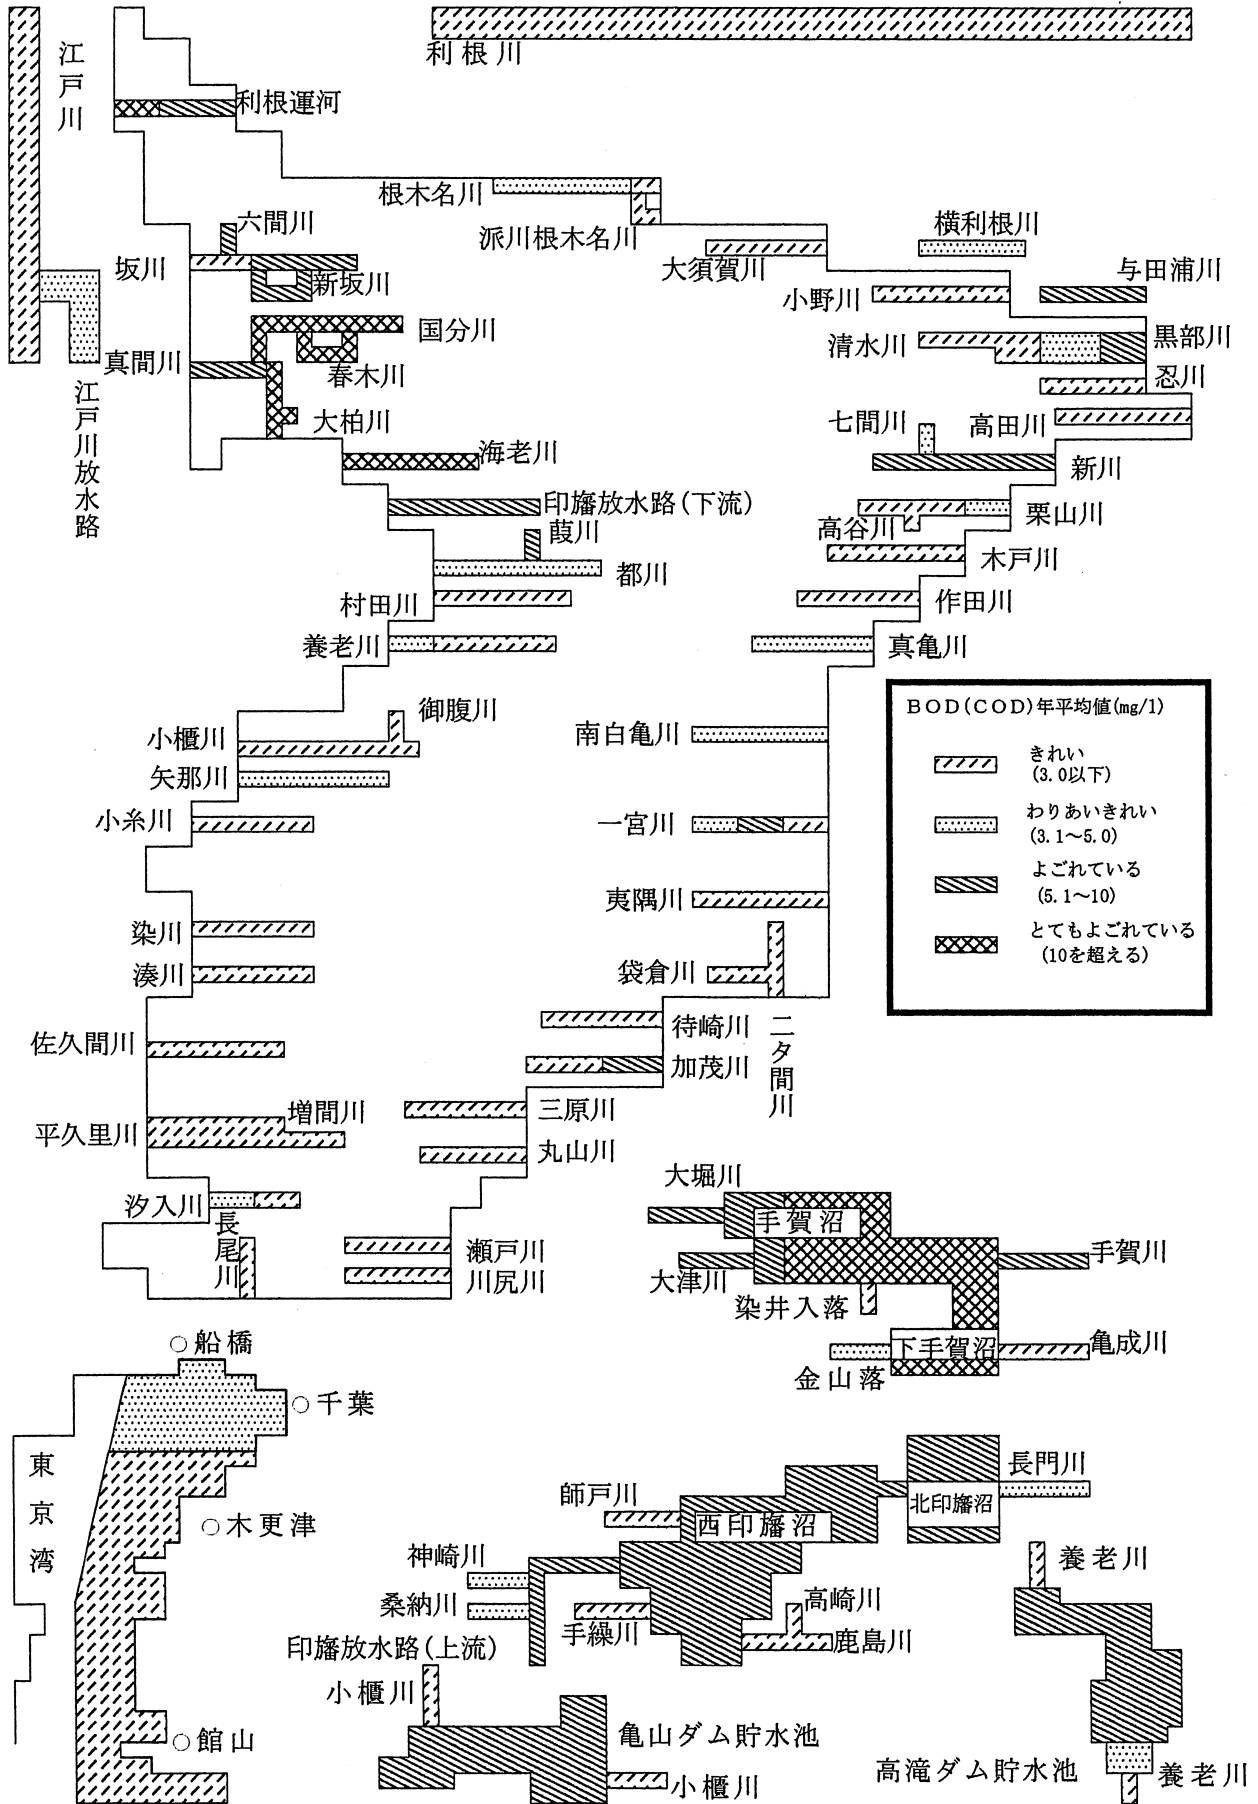 利根川
江戸川
利根運河
根木名川
派川根木名川
六間川
横利根川
坂川
大須賀川
与田浦川
新坂川
小野川
国分川
清水川
黒部川
真間川
春木川
忍川
江戸川放水路
大柏川
七間川
高田川
海老川
新川
印旛放水路(下流)
栗山川
高谷川
葭川
木戸川
都川
村田川
作田川
養老川
真亀川
BOD(COD)年平均値(mg/l)
きれい
(3.0以下)
わりあいきれい
(3.1～5.0)
よごれている
(5.1～10)
とてもよごれている
(10を超える)
御腹川
小櫃川
南白亀川
矢那川
小糸川
一宮川
夷隅川
染川
湊川
袋倉川
待崎川
二タ間川
佐久間川
加茂川
増間川
三原川
平久里川
丸山川
大堀川
汐入川
長尾川
手賀沼
瀬戸川
手賀川
川尻川
大津川
染井入落
○船橋
下手賀沼
亀成川
金山落
○千葉
東京湾
長門川
師戸川
北印旛沼
○木更津
西印旛沼
神崎川
養老川
桑納川
高崎川
手繰川
鹿島川
印旛放水路(上流)
小櫃川
○館山
亀山ダム貯水池
高滝ダム貯水池
養老川
小櫃川